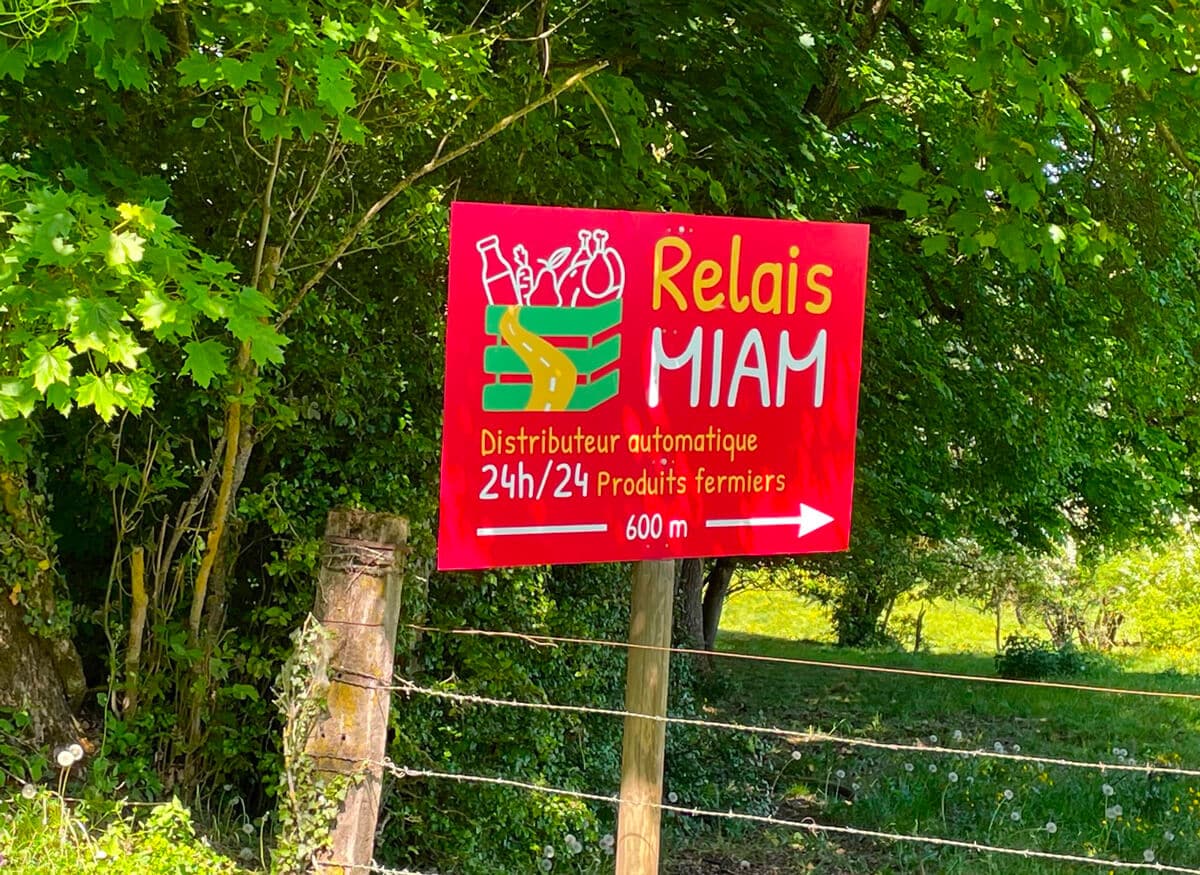 Relais
MIAM
Distributeur automatique
24h/24 Produits fermiers
600 m